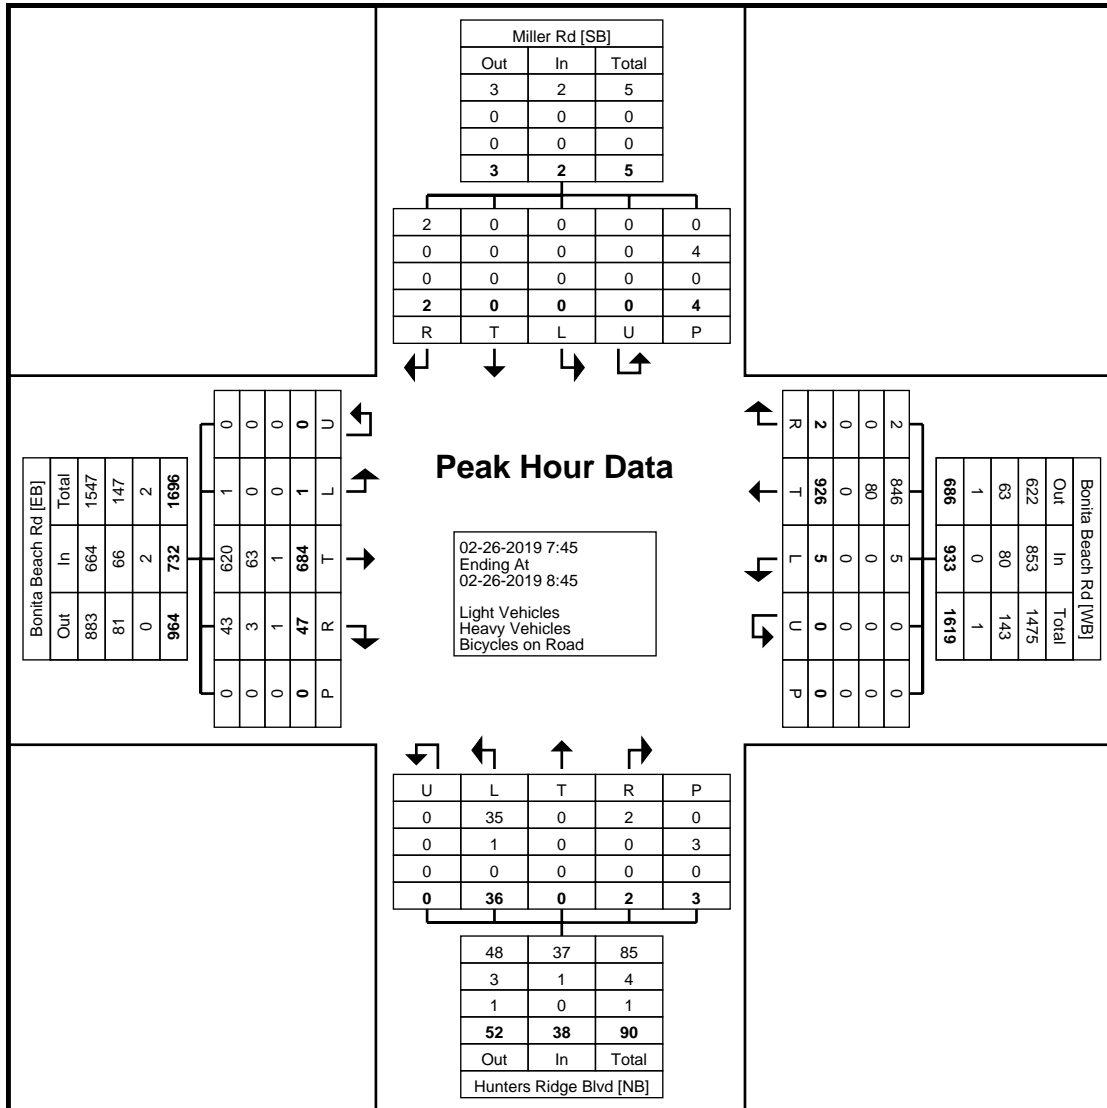 Miller Rd [SB]
Out In Total
3 2 5
0 0 0
0 0 0
3 2 5
2 0 0 0 0
0 0 0 0 4
0 0 0 0 0
2 0 0 0 4
R T L U P
Bonita Beach Rd [EB]
Total In Out
1547 664 883
147 66 81
2 2 0
1696 732 964
0 1 620 43 0
0 0 63 3 0
0 0 1 1 0
0 1 684 47 0
U L T R P
Peak Hour Data
02-26-2019 7:45
Ending At
02-26-2019 8:45
Light Vehicles
Heavy Vehicles
Bicycles on Road
Bonita Beach Rd [WB]
Out In Total
622 853 1475
63 80 143
1 0 1
686 933 1619
2 846 5 0 0
0 80 0 0 0
0 0 0 0 0
2 926 5 0 0
R T L U P
U L T R P
0 35 0 2 0
0 1 0 0 3
0 0 0 0 0
0 36 0 2 3
48 37 85
3 1 4
1 0 1
52 38 90
Out In Total
Hunters Ridge Blvd [NB]